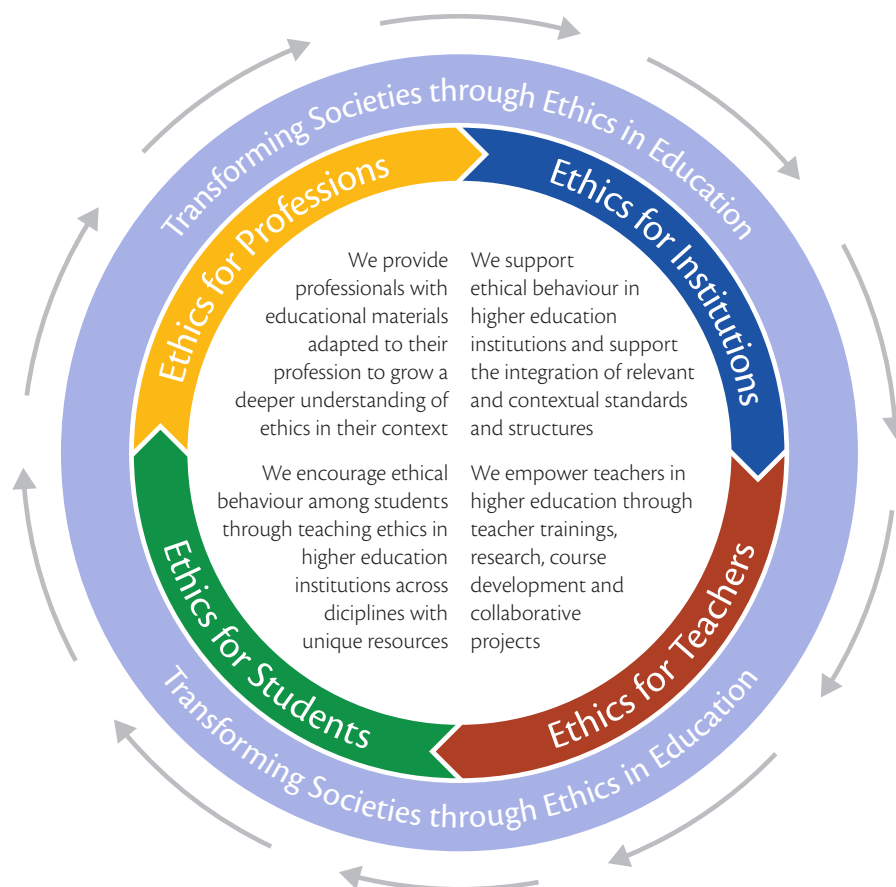 Transforming Societies through Ethics in Education
Ethics for Professions
Ethics for Institutions
We provide
professionals with
educational materials
adapted to their
profession to grow a
deeper understanding of
ethics in their context
We support
ethical behaviour in
higher education
institutions and support
the integration of relevant
and contextual standards
and structures
We encourage ethical
behaviour among students
through teaching ethics in
higher education
institutions across
diciplines with
unique resources
We empower teachers in
higher education through
teacher trainings,
research, course
development and
collaborative
projects
Ethics for Students
Ethics for Teachers
Transforming Societies through Ethics in Education